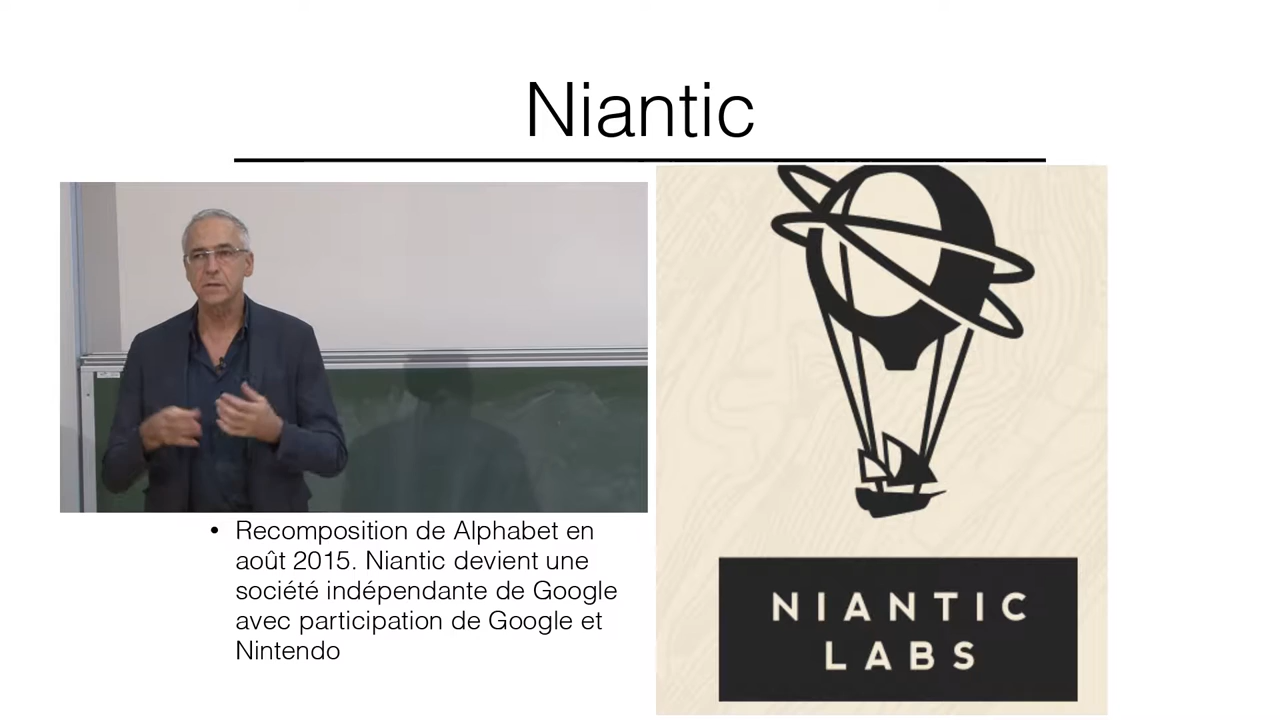 Niantic
• Recomposition de Alphabet en
août 2015. Niantic devient une
société indépendante de Google
avec participation de Google et
Nintendo
NIANTIC
LABS